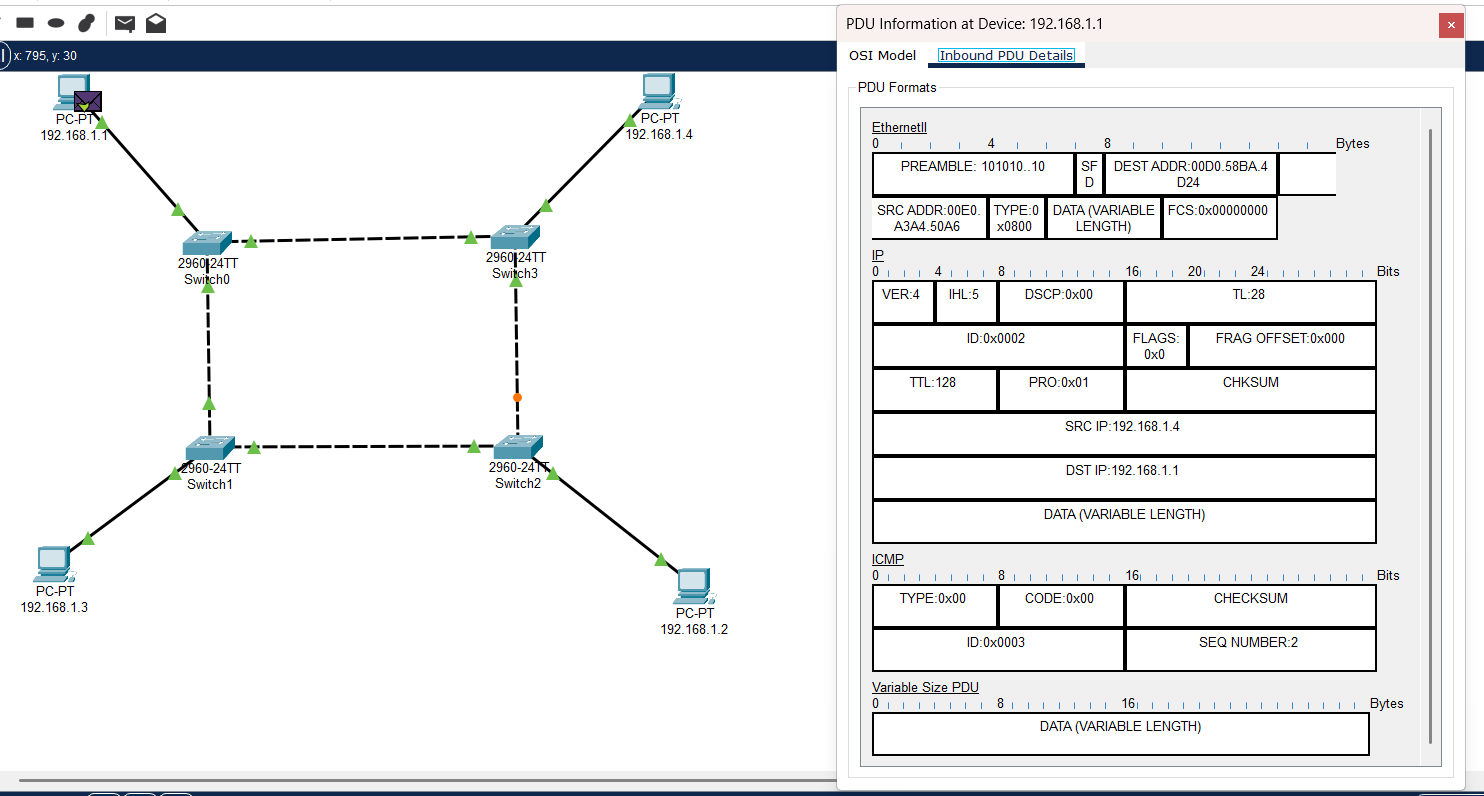 x: 795, y: 30
PC-PT
192.168.1.1
PC-PT
192.168.1.4
2960-24TT
Switch0
2960-24TT
Switch3
2960-24TT
Switch1
2960-24TT
Switch2
PC-PT
192.168.1.3
PC-PT
192.168.1.2
PDU Information at Device: 192.168.1.1
×
OSI Model
Inbound PDU Details
PDU Formats
EthernetII
0 4 8 Bytes
PREAMBLE: 101010..10
SF
D
DEST ADDR:00D0.58BA.4
D24
SRC ADDR:00E0.
A3A4.50A6
TYPE:0
x0800
DATA (VARIABLE
LENGTH)
FCS:0x00000000
IP
0 4 8 16 20 24 Bits
VER:4 IHL:5 DSCP:0x00 TL:28
ID:0x0002
FLAGS:
0x0
FRAG OFFSET:0x000
TTL:128 PRO:0x01 CHKSUM
SRC IP:192.168.1.4
DST IP:192.168.1.1
DATA (VARIABLE LENGTH)
ICMP
0 8 16 Bits
TYPE:0x00 CODE:0x00 CHECKSUM
ID:0x0003 SEQ NUMBER:2
Variable Size PDU
0 8 16 Bytes
DATA (VARIABLE LENGTH)